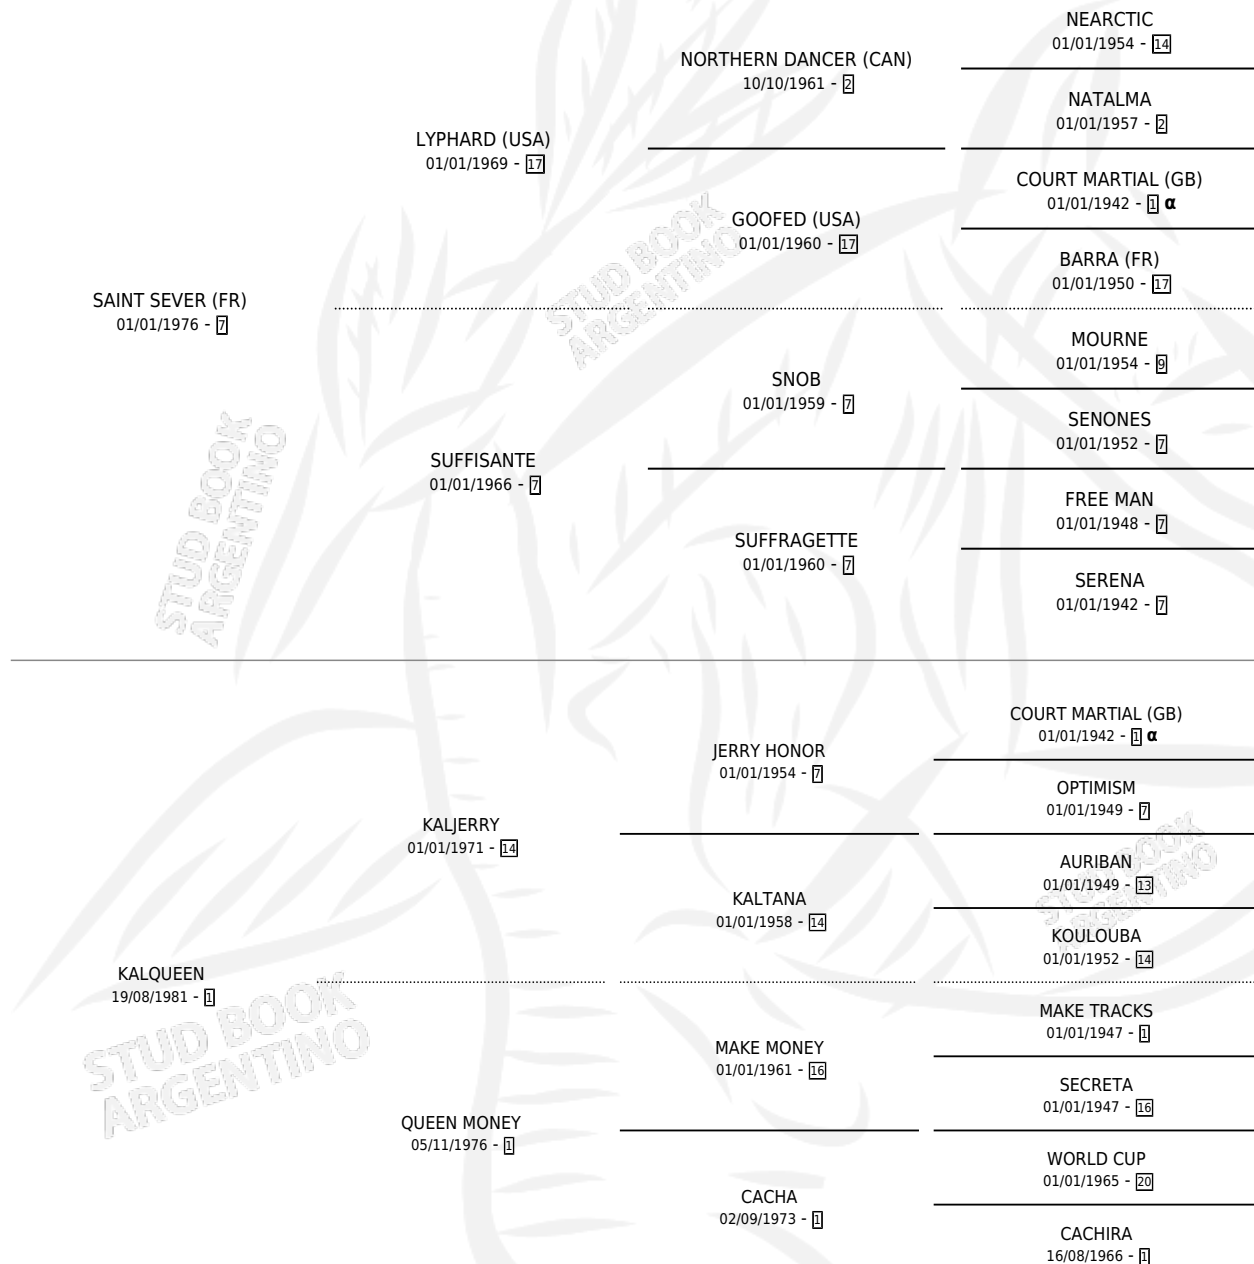 NEARCTIC
01/01/1954 - 14
NORTHERN DANCER (CAN)
10/10/1961 - 2
NATALMA
01/01/1957 - 2
LYPHARD (USA)
01/01/1969 - 17
COURT MARTIAL (GB)
01/01/1942 - 1 α
GOOFED (USA)
01/01/1960 - 17
BARRA (FR)
01/01/1950 - 17
SAINT SEVER (FR)
01/01/1976 - 7
MOURNE
01/01/1954 - 9
SNOB
01/01/1959 - 7
SENONES
01/01/1952 - 7
SUFFISANTE
01/01/1966 - 7
FREE MAN
01/01/1948 - 7
SUFFRAGETTE
01/01/1960 - 7
SERENA
01/01/1942 - 7
COURT MARTIAL (GB)
01/01/1942 - 1 α
JERRY HONOR
01/01/1954 - 7
OPTIMISM
01/01/1949 - 7
KALJERRY
01/01/1971 - 14
AURIBAN
01/01/1949 - 13
KALTANA
01/01/1958 - 14
KOULOUBA
01/01/1952 - 14
KALQUEEN
19/08/1981 - 1
MAKE TRACKS
01/01/1947 - 1
MAKE MONEY
01/01/1961 - 16
SECRETA
01/01/1947 - 16
QUEEN MONEY
05/11/1976 - 1
WORLD CUP
01/01/1965 - 20
CACHA
02/09/1973 - 1
CACHIRA
16/08/1966 - 1
STUD BOOK
ARGENTINO
STUD BOOK
ARGENTINO
STUD BOOK
ARGENTINO
STUD BOOK
ARGENTINO